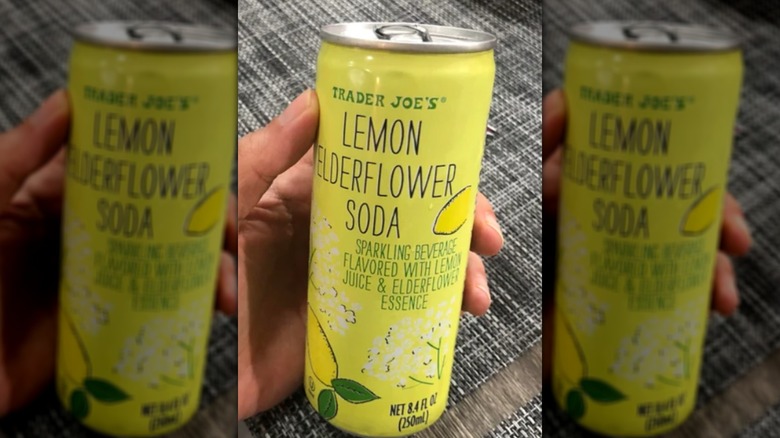 TRADER JOE'S®
LEMON
ELDERFLOWER
SODA
SPARKLING BEVERAGE
FLAVORED WITH LEMON
JUICE & ELDERFLOWER
ESSENCE
NET 8.4 FL OZ
(250mL)